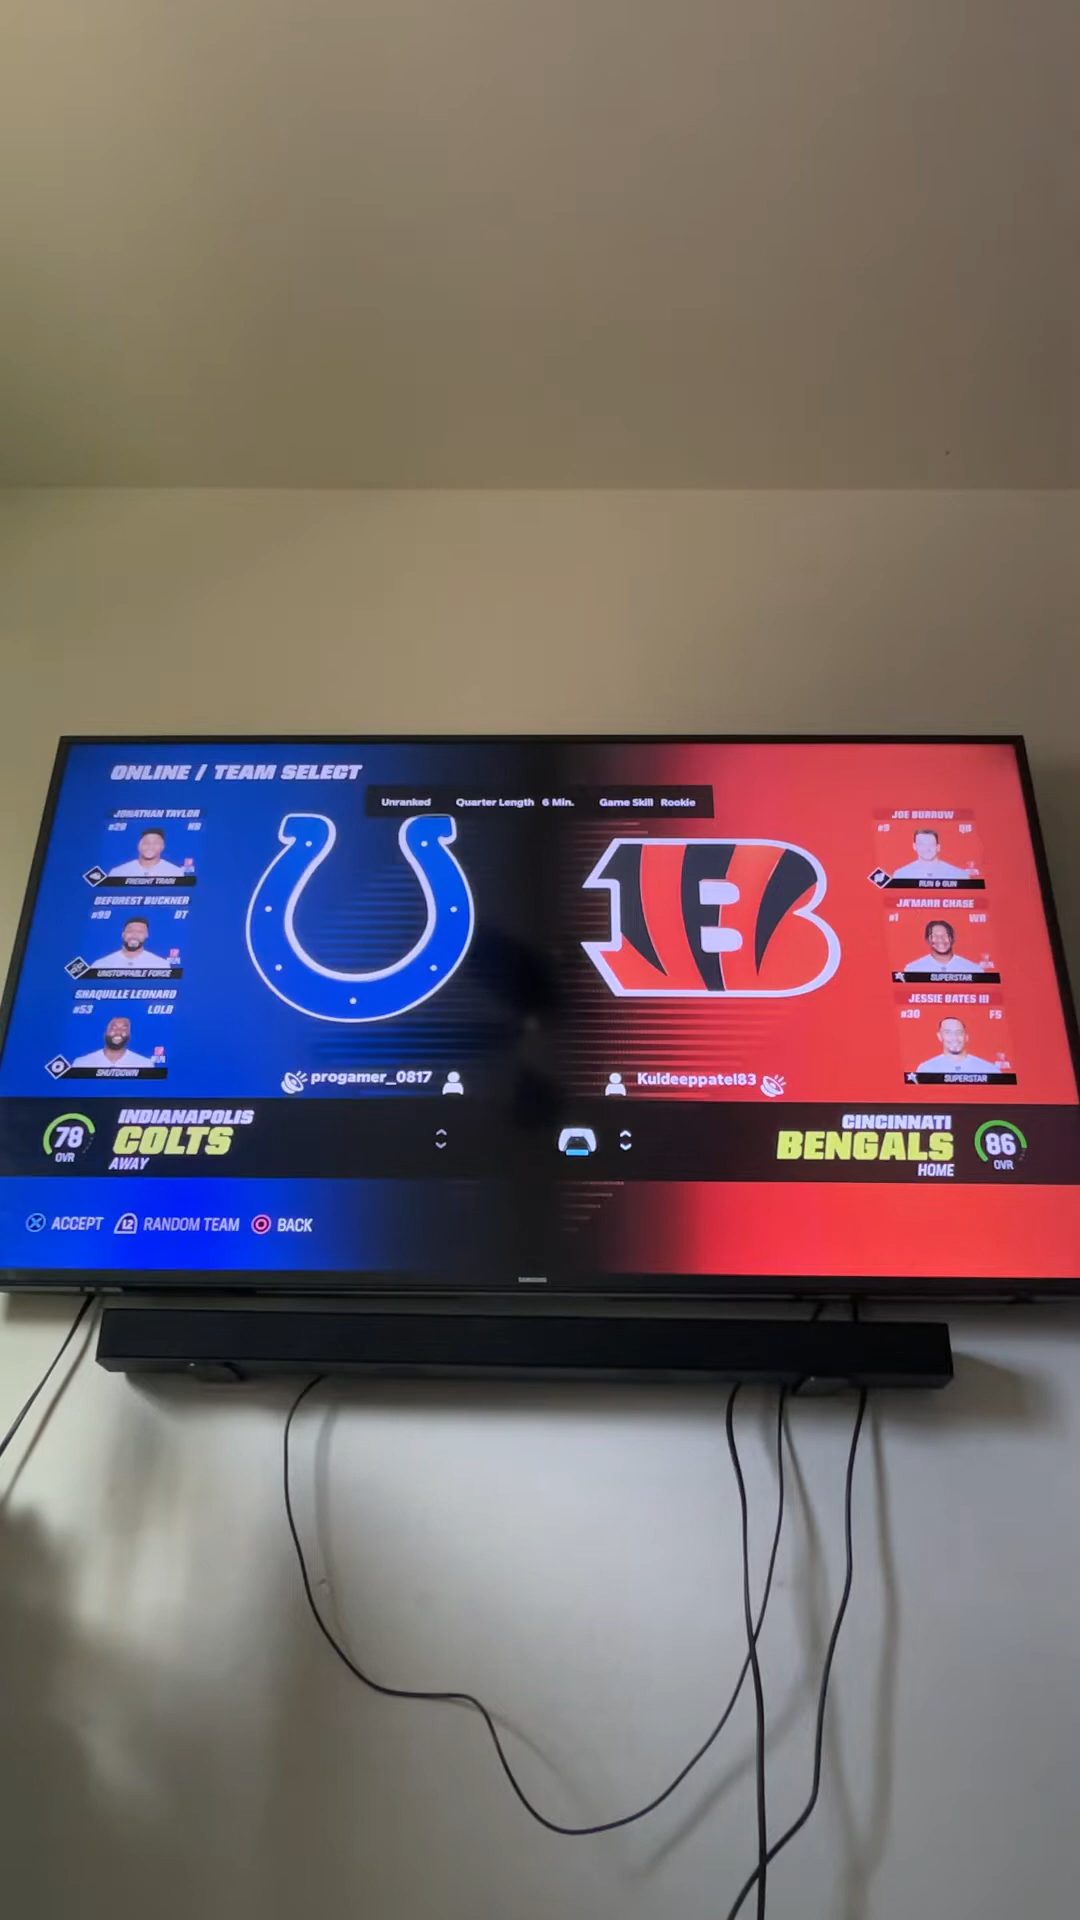 ONLINE / TEAM SELECT
Unranked Quarter Length 6 Min. Game Skill Rookie
JONATHAN TAYLOR
#28 HB
FREIGHT TRAIN
DEFOREST BUCKNER
#99 DT
UNSTOPPABLE FORCE
SHAQUILLE LEONARD
#53 LOLB
SHUTDOWN
JOE BURROW
#9 QB
RUN & GUN
JA'MARR CHASE
#1 WR
SUPERSTAR
JESSIE BATES III
#30 FS
SUPERSTAR
progamer_0817
Kuldeeppatel83
78
OVR
INDIANAPOLIS
COLTS
AWAY
CINCINNATI
BENGALS
HOME
86
OVR
ACCEPT L2 RANDOM TEAM BACK
SAMSUNG